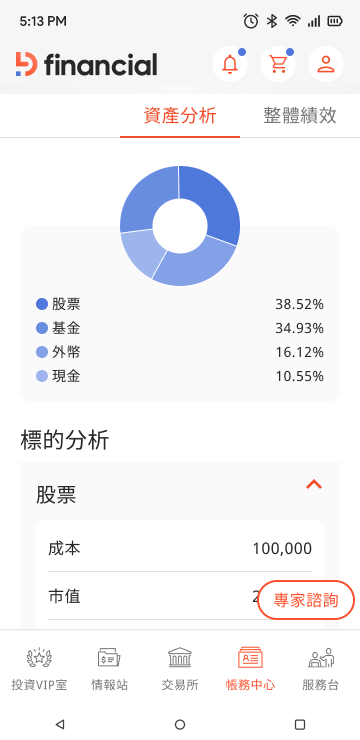 5:13 PM
financial
資產分析 整體績效
股票 38.52%
基金 34.93%
外幣 16.12%
現金 10.55%
標的分析
股票
成本 100,000
市值 2
專家諮詢
投資VIP室 情報站 交易所 帳務中心 服務台